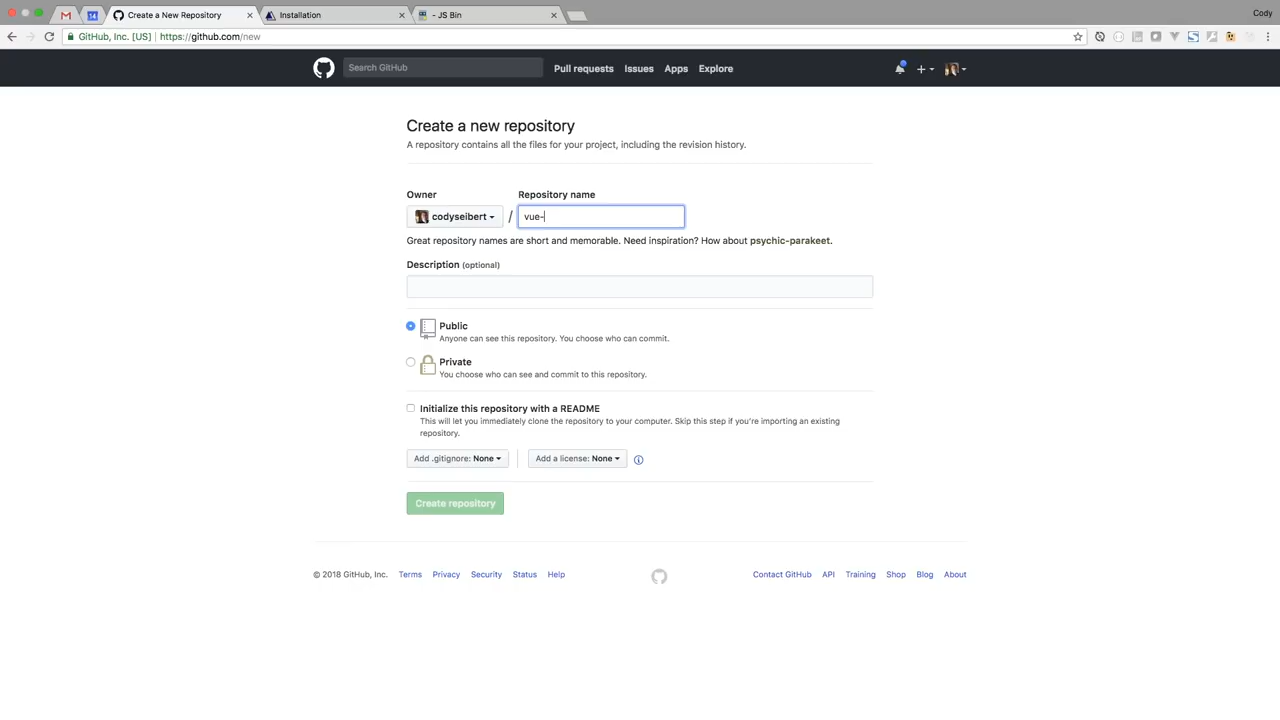 Create a New Repository
Installation
- JS Bin
Cody
GitHub, Inc. [US] | https://github.com/new
Search GitHub
Pull requests
Issues
Apps
Explore
Create a new repository
A repository contains all the files for your project, including the revision history.
Owner
Repository name
codyseibert
/
vue-
Great repository names are short and memorable. Need inspiration? How about psychic-parakeet.
Description (optional)
Public
Anyone can see this repository. You choose who can commit.
Private
You choose who can see and commit to this repository.
Initialize this repository with a README
This will let you immediately clone the repository to your computer. Skip this step if you're importing an existing
repository.
Add .gitignore: None
Add a license: None
Create repository
© 2018 GitHub, Inc.
Terms
Privacy
Security
Status
Help
Contact GitHub
API
Training
Shop
Blog
About